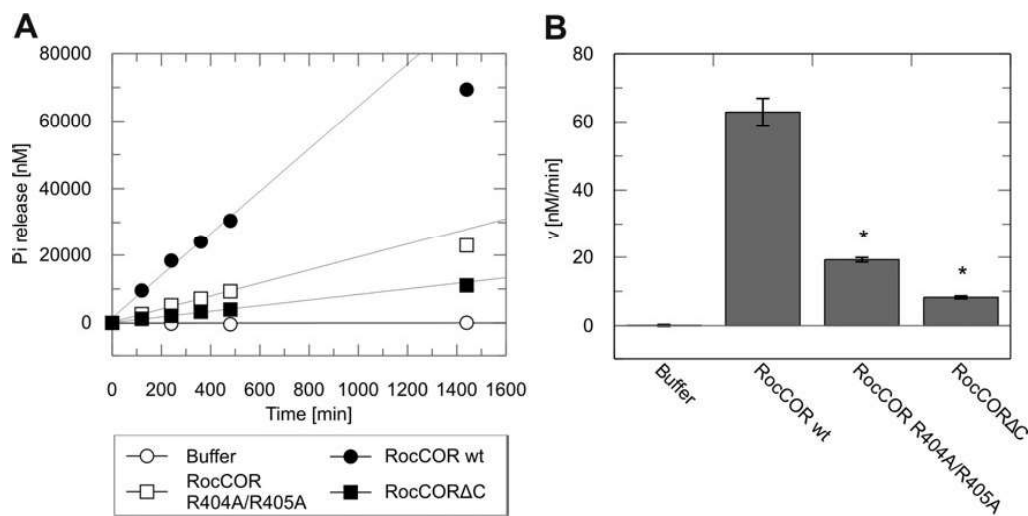 A
Pi release [nM]
80000
60000
40000
20000
0
0 200 400 600 800 1000 1200 1400 1600
Time [min]
Buffer
RocCOR wt
RocCOR
R404A/R405A
RocCORΔC
B
v [nM/min]
80
60
40
20
0
*
*
Buffer
RocCOR wt
RocCOR R404A/R405A
RocCORΔC